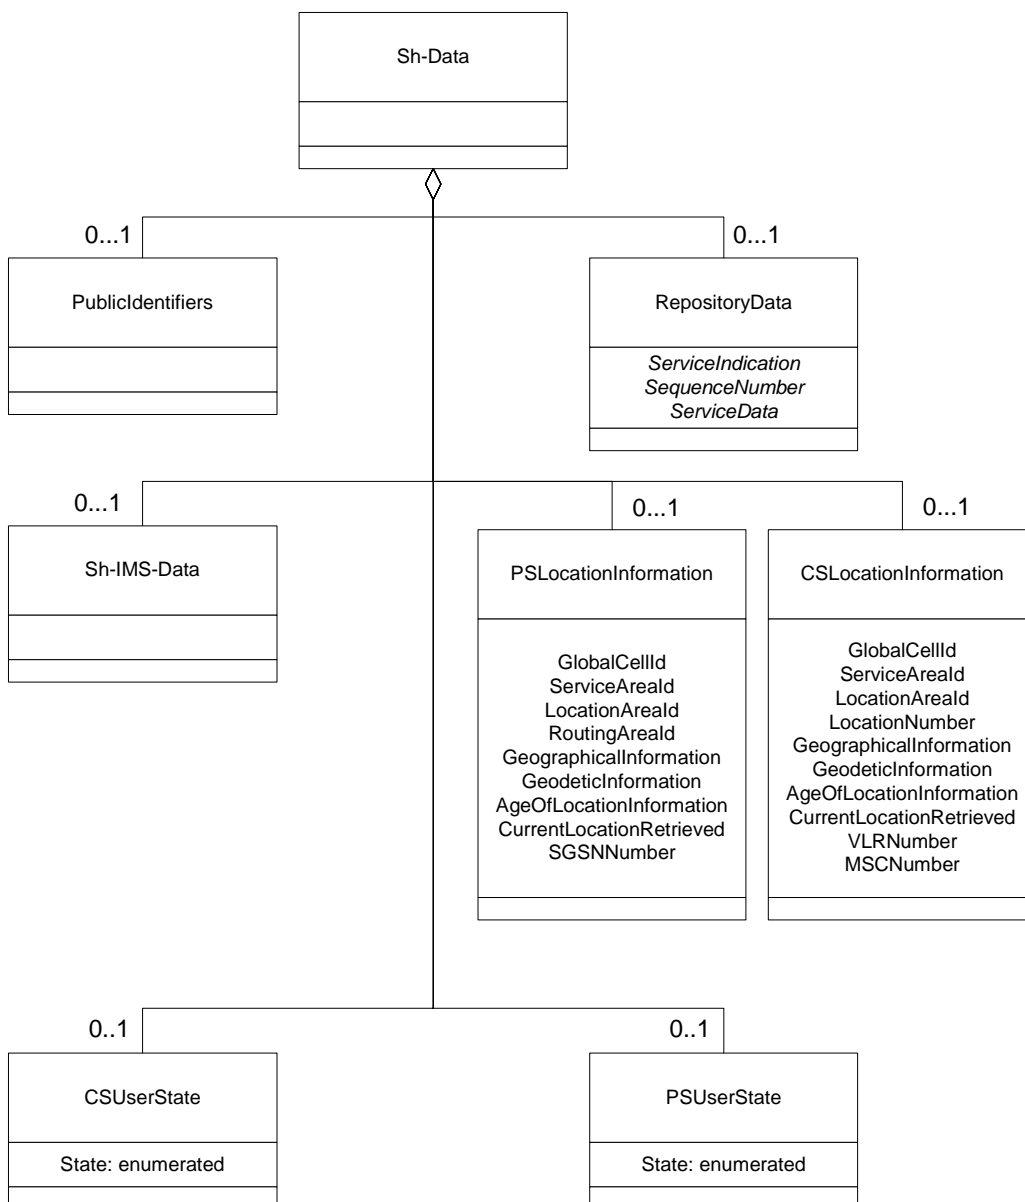 Sh-Data
0...1
0...1
PublicIdentifiers
RepositoryData
ServiceIndication
SequenceNumber
ServiceData
0...1
0...1
0...1
Sh-IMS-Data
PSLocationInformation
CSLocationInformation
GlobalCellId
ServiceAreaId
LocationAreaId
RoutingAreaId
GeographicalInformation
GeodeticInformation
AgeOfLocationInformation
CurrentLocationRetrieved
SGSNNumber
GlobalCellId
ServiceAreaId
LocationAreaId
LocationNumber
GeographicalInformation
GeodeticInformation
AgeOfLocationInformation
CurrentLocationRetrieved
VLRNumber
MSCNumber
0..1
0..1
CSUserState
PSUserState
State: enumerated
State: enumerated